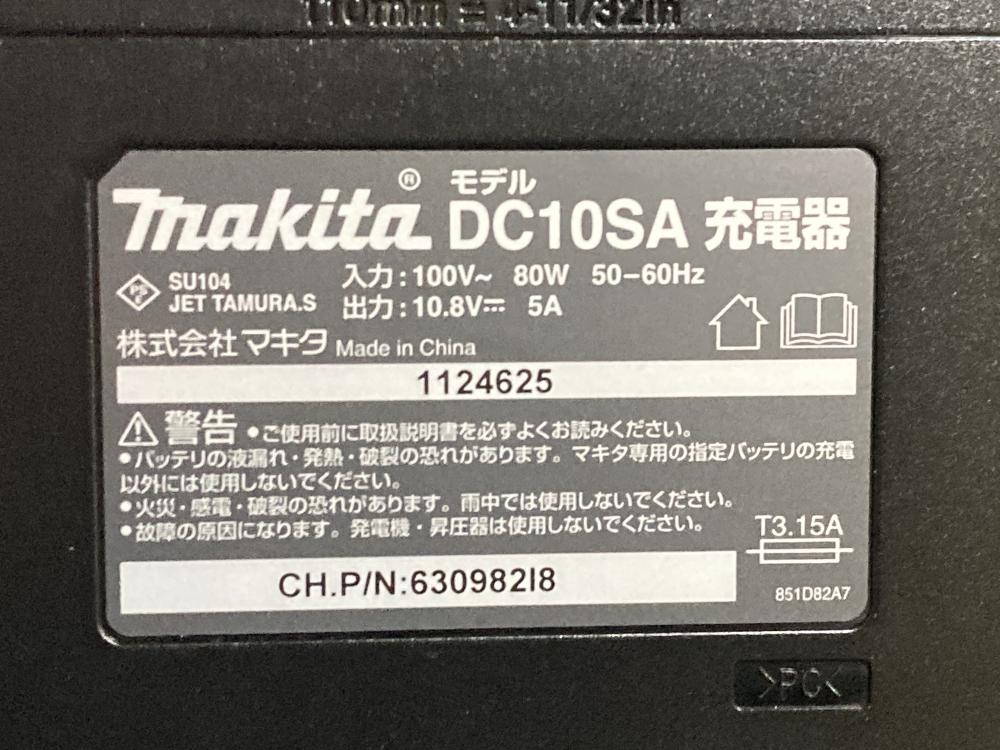 110mm = 4-11/32in
makita® モデル DC10SA 充電器
PS E SU104 JET TAMURA.S
入力:100V~ 80W 50-60Hz
出力:10.8V⎓ 5A
株式会社マキタ Made in China
1124625
⚠警告 •ご使用前に取扱説明書を必ずよくお読みください。
•バッテリの液漏れ・発熱・破裂の恐れがあります。マキタ専用の指定バッテリの充電
以外には使用しないでください。
•火災・感電・破裂の恐れがあります。雨中では使用しないでください。
•故障の原因になります。発電機・昇圧器は使用しないでください。
T3.15A
CH.P/N:630982I8
851D82A7
>PC<